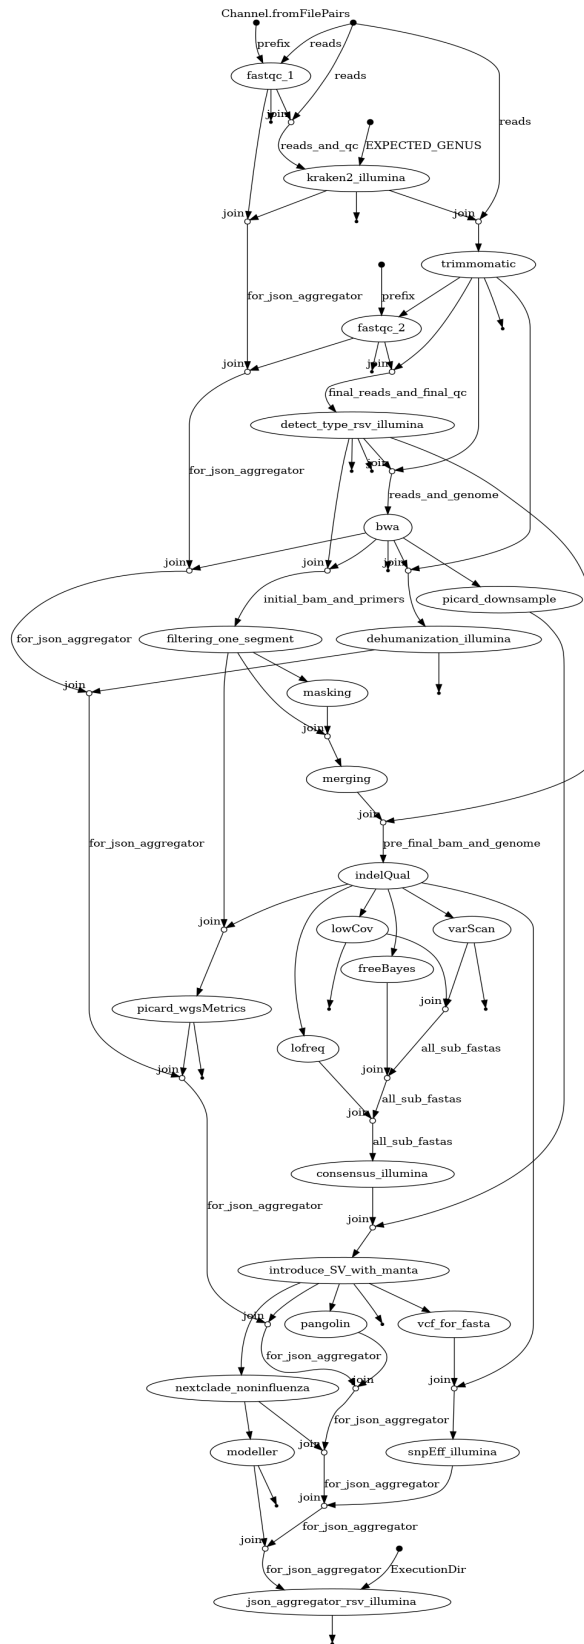 Channel.fromFilePairs
prefix
reads
fastqc_1
reads
join
reads
reads_and_qc
EXPECTED_GENUS
kraken2_illumina
join
join
trimmomatic
for_json_aggregator
prefix
fastqc_2
join
join
final_reads_and_final_qc
detect_type_rsv_illumina
join
for_json_aggregator
reads_and_genome
bwa
join
join
join
initial_bam_and_primers
picard_downsample
for_json_aggregator
filtering_one_segment
dehumanization_illumina
join
masking
join
merging
join
for_json_aggregator
pre_final_bam_and_genome
indelQual
join
lowCov
varScan
freeBayes
picard_wgsMetrics
join
lofreq
all_sub_fastas
join
join
all_sub_fastas
join
all_sub_fastas
consensus_illumina
for_json_aggregator
join
introduce_SV_with_manta
join
pangolin
vcf_for_fasta
for_json_aggregator
join
join
nextclade_noninfluenza
for_json_aggregator
join
modeller
snpEff_illumina
for_json_aggregator
join
for_json_aggregator
join
for_json_aggregator
ExecutionDir
json_aggregator_rsv_illumina